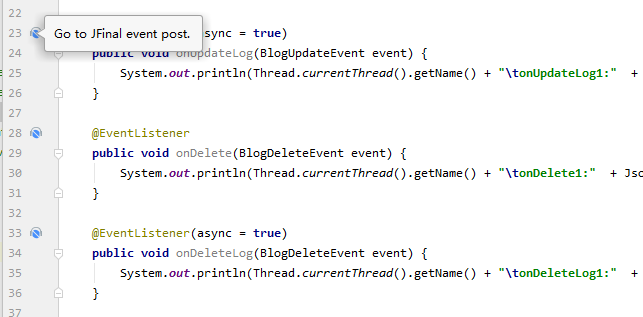 22
23 async = true)
Go to JFinal event post.
24 public void onUpdateLog(BlogUpdateEvent event) {
25 System.out.println(Thread.currentThread().getName() + "\tonUpdateLog1:" +
26 }
27
28 @EventListener
29 public void onDelete(BlogDeleteEvent event) {
30 System.out.println(Thread.currentThread().getName() + "\tonDelete1:" + Jso
31 }
32
33 @EventListener(async = true)
34 public void onDeleteLog(BlogDeleteEvent event) {
35 System.out.println(Thread.currentThread().getName() + "\tonDeleteLog1:" +
36 }
37